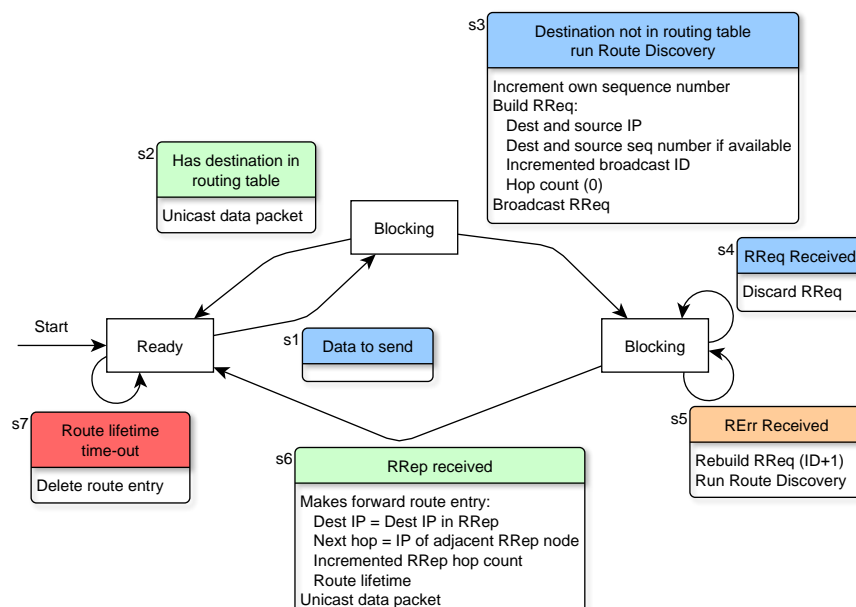 s3
Destination not in routing table
run Route Discovery
Increment own sequence number
Build RReq:
Dest and source IP
Dest and source seq number if available
Incremented broadcast ID
Hop count (0)
Broadcast RReq
s2
Has destination in
routing table
Unicast data packet
Blocking
s4
RReq Received
Discard RReq
Start
Ready
s1
Data to send
Blocking
s7
Route lifetime
time-out
Delete route entry
s5
RErr Received
Rebuild RReq (ID+1)
Run Route Discovery
s6
RRep received
Makes forward route entry:
Dest IP = Dest IP in RRep
Next hop = IP of adjacent RRep node
Incremented RRep hop count
Route lifetime
Unicast data packet